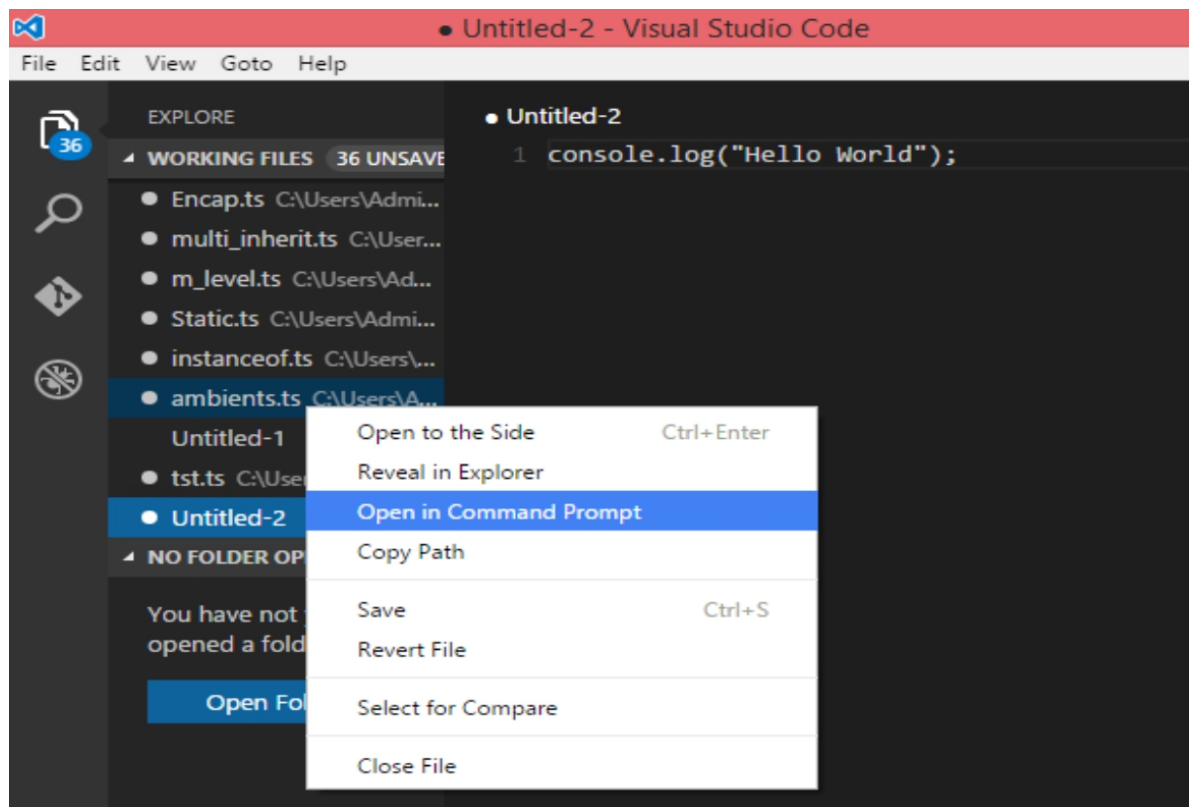 ● Untitled-2 - Visual Studio Code
File Edit View Goto Help
EXPLORE
36
WORKING FILES 36 UNSAVE
● Encap.ts C:\Users\Admi...
● multi_inherit.ts C:\User...
● m_level.ts C:\Users\Ad...
● Static.ts C:\Users\Admi...
● instanceof.ts C:\Users\...
● ambients.ts C:\Users\A...
Untitled-1
● tst.ts C:\User
● Untitled-2
NO FOLDER OP
You have not
opened a fold
Open Fol
● Untitled-2
1 console.log("Hello World");
Open to the Side Ctrl+Enter
Reveal in Explorer
Open in Command Prompt
Copy Path
Save Ctrl+S
Revert File
Select for Compare
Close File